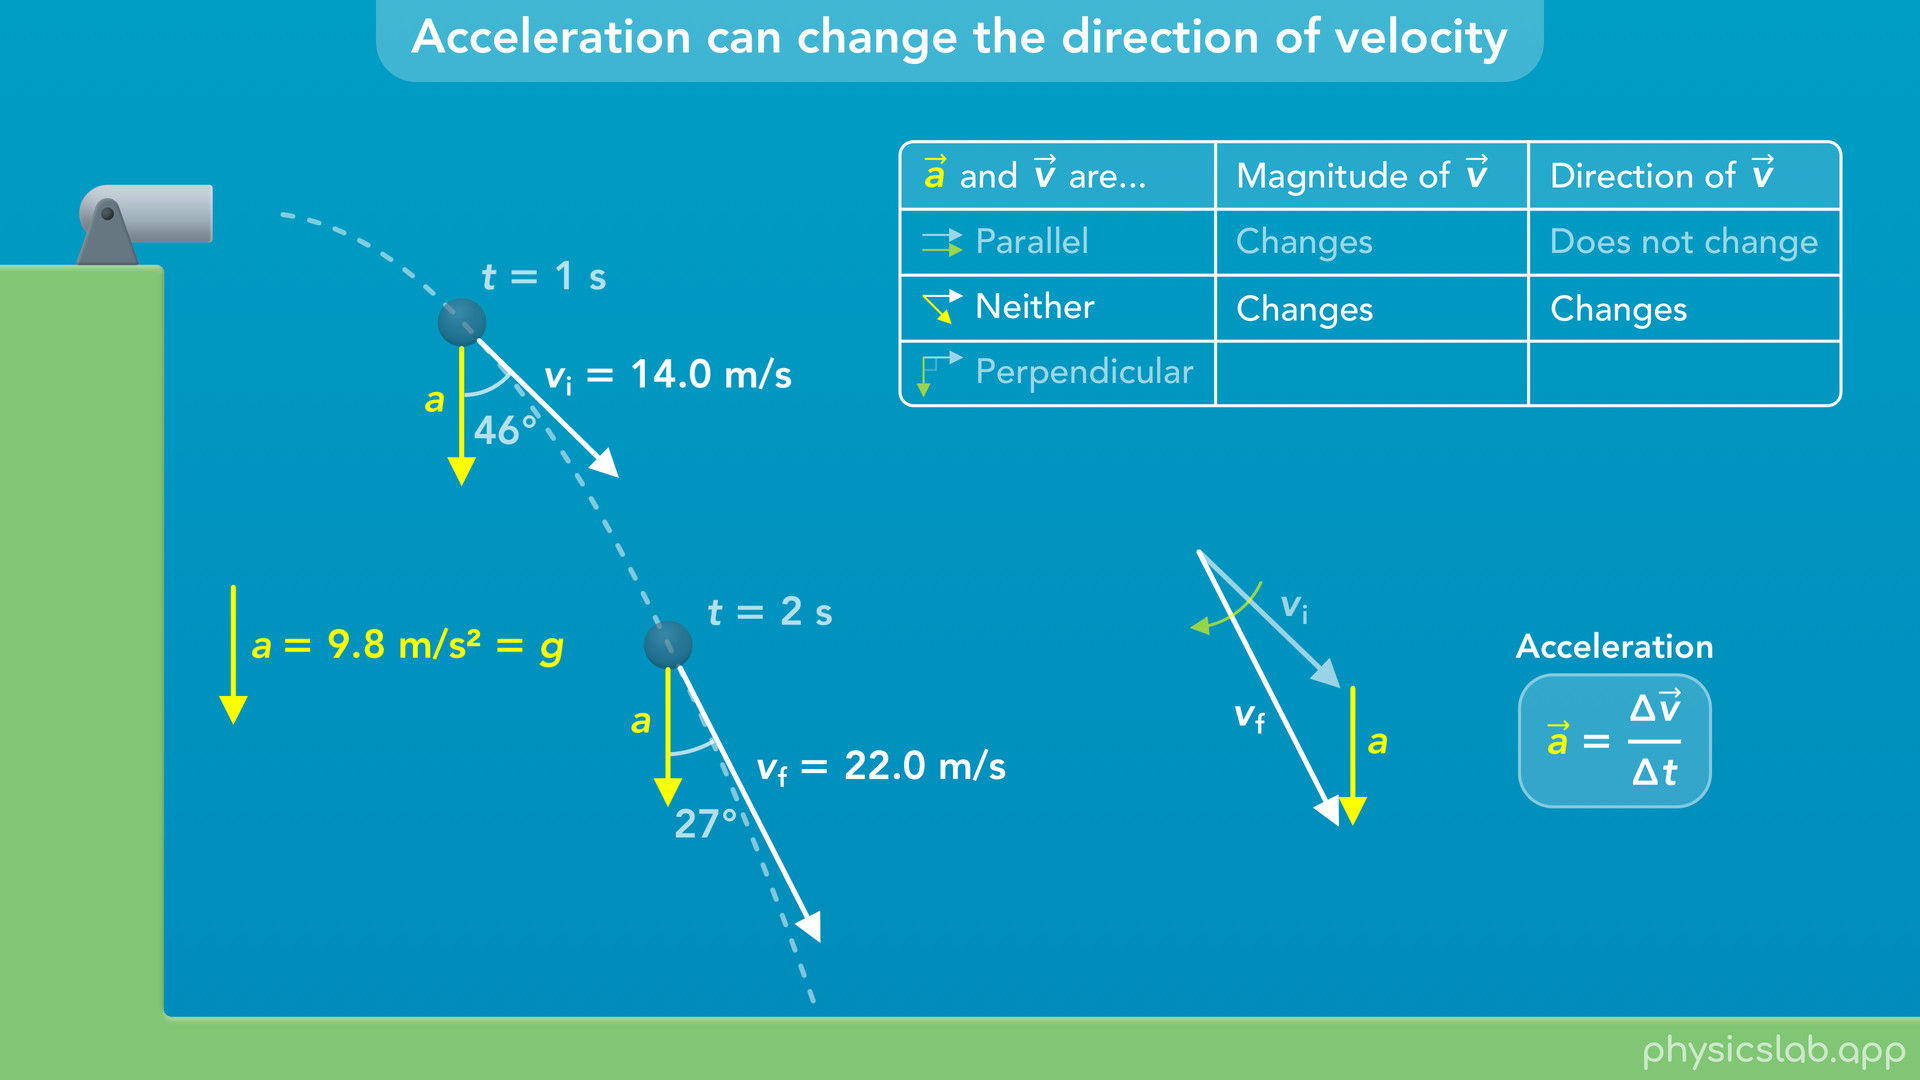 Acceleration can change the direction of velocity
a and v are... Magnitude of v Direction of v
Parallel Changes Does not change
Neither Changes Changes
Perpendicular
t = 1 s
vi = 14.0 m/s
a
46°
t = 2 s
a = 9.8 m/s² = g
a
vf = 22.0 m/s
27°
vi
vf
a
Acceleration
a = Δv
Δt
physicslab.app